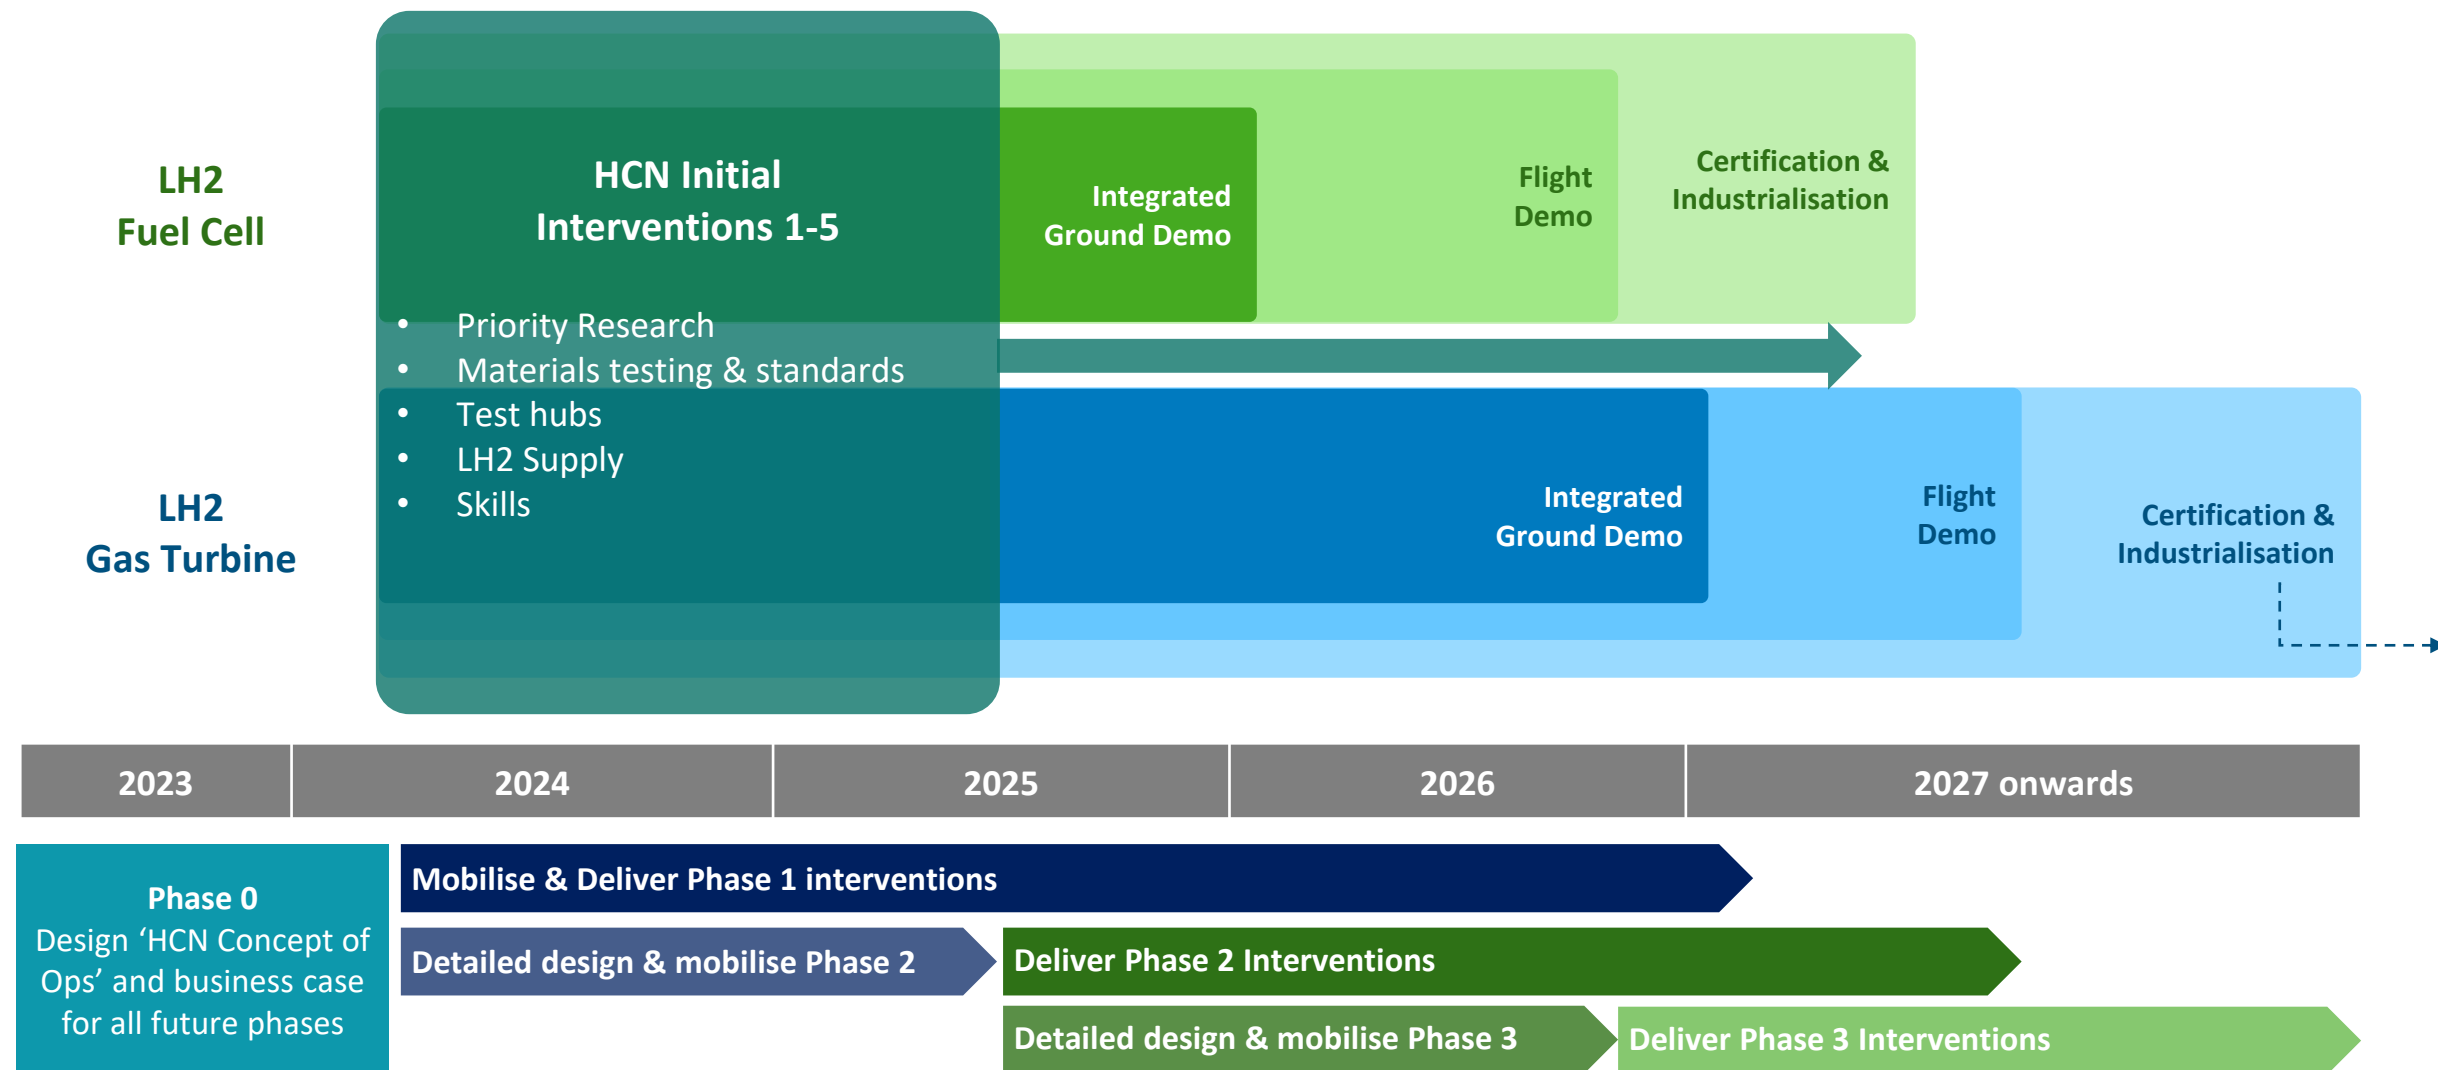 LH2
Fuel Cell
HCN Initial
Interventions 1-5
• Priority Research
• Materials testing & standards
• Test hubs
• LH2 Supply
• Skills
Integrated
Ground Demo
Flight
Demo
Certification &
Industrialisation
LH2
Gas Turbine
Integrated
Ground Demo
Flight
Demo
Certification &
Industrialisation
2023
2024
2025
2026
2027 onwards
Phase 0
Design ‘HCN Concept of
Ops’ and business case
for all future phases
Mobilise & Deliver Phase 1 interventions
Detailed design & mobilise Phase 2
Deliver Phase 2 Interventions
Detailed design & mobilise Phase 3
Deliver Phase 3 Interventions